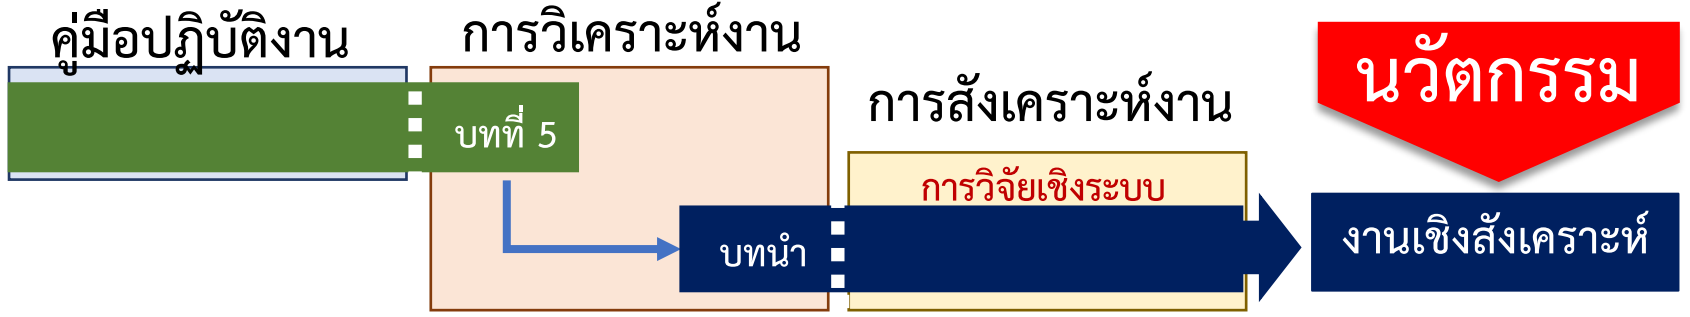 คู่มือปฏิบัติงาน
การวิเคราะห์งาน
การสังเคราะห์งาน
นวัตกรรม
บทที่ 5
การวิจัยเชิงระบบ
บทนำ
งานเชิงสังเคราะห์